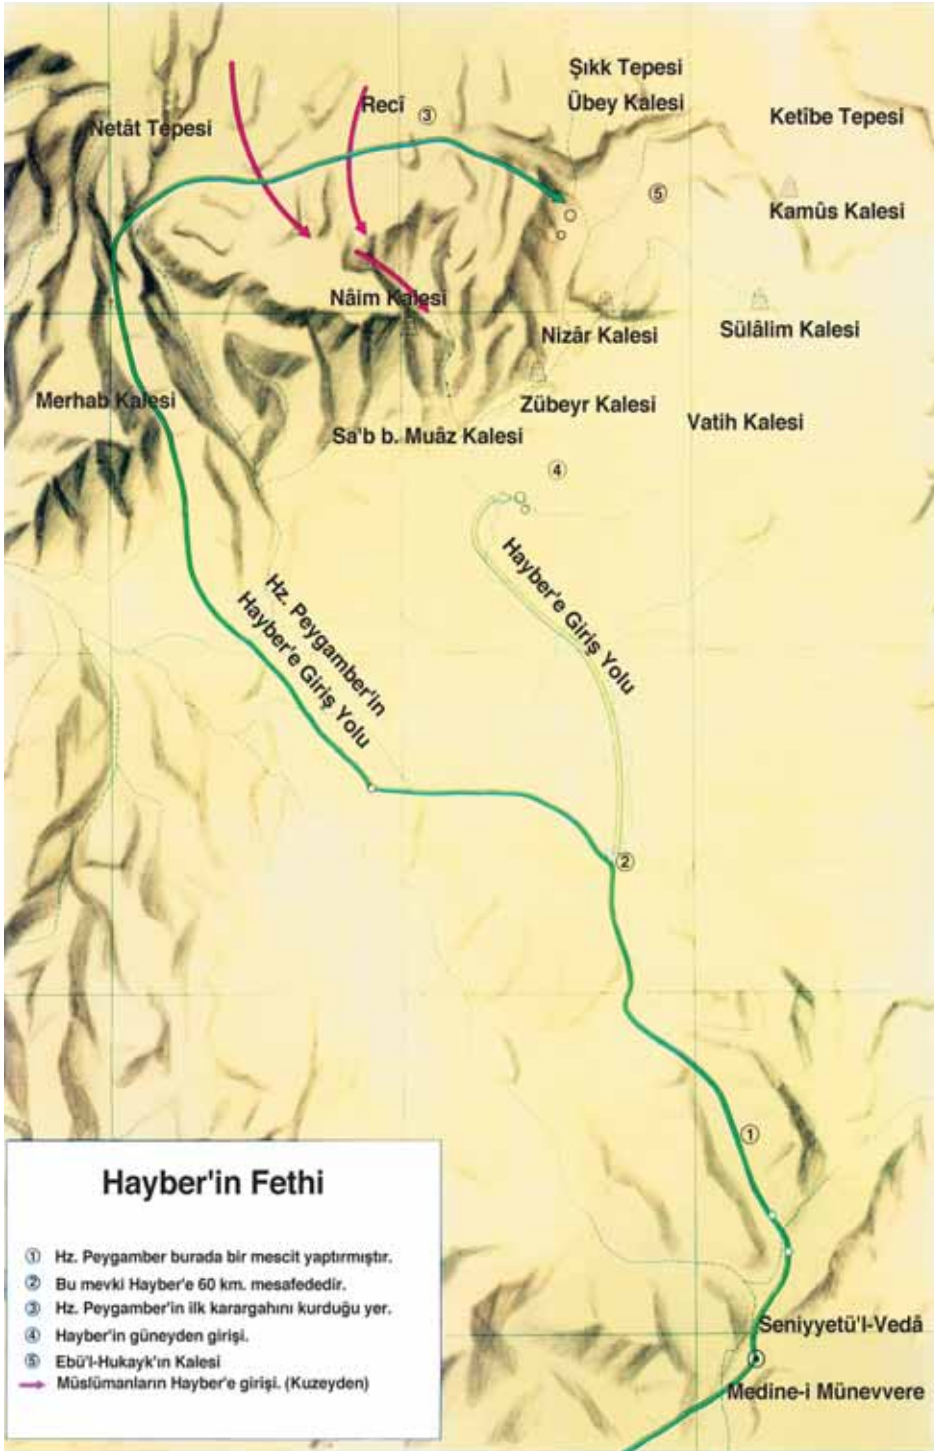 Şıkk Tepesi
Übey Kalesi
Recî
③
Netât Tepesi
Ketîbe Tepesi
⑤
Kamûs Kalesi
Nâim Kalesi
Nizâr Kalesi
Sülâlim Kalesi
Merhab Kalesi
Zübeyr Kalesi
Vatih Kalesi
Sa'b b. Muâz Kalesi
④
Hayber'e Giriş Yolu
Hz. Peygamber'in
Hayber'e Giriş Yolu
②
①
Seniyyetü'l-Vedâ
Medine-i Münevvere
Hayber'in Fethi
① Hz. Peygamber burada bir mescit yaptırmıştır.
② Bu mevki Hayber'e 60 km. mesafededir.
③ Hz. Peygamber'in ilk karargahını kurduğu yer.
④ Hayber'in güneyden girişi.
⑤ Ebü'l-Hukayk'ın Kalesi
Müslümanların Hayber'e girişi. (Kuzeyden)